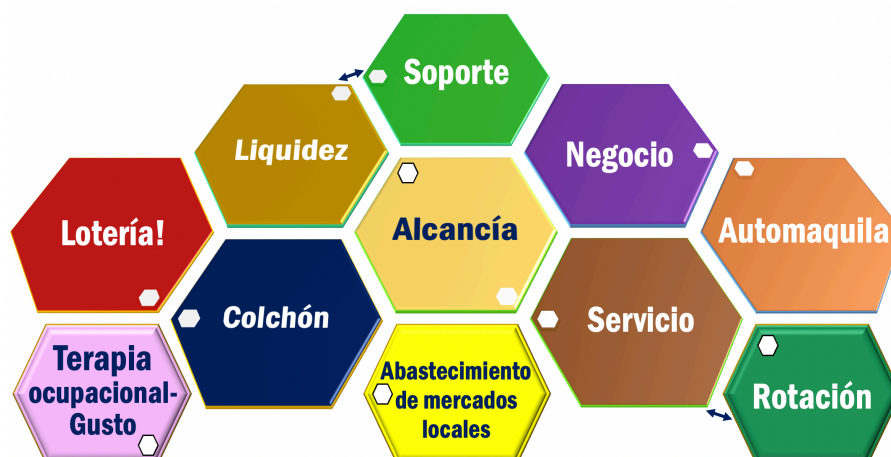 Soporte
Liquidez
Negocio
Lotería!
Alcancía
Automaquila
Colchón
Servicio
Terapia
ocupacional-
Gusto
Abastecimiento
de mercados
locales
Rotación